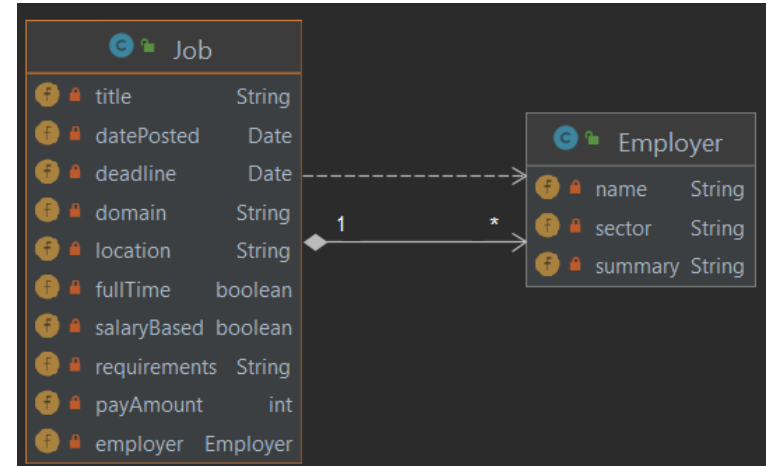 Job
title String
datePosted Date
deadline Date
domain String
location String
fullTime boolean
salaryBased boolean
requirements String
payAmount int
employer Employer
1 *
Employer
name String
sector String
summary String